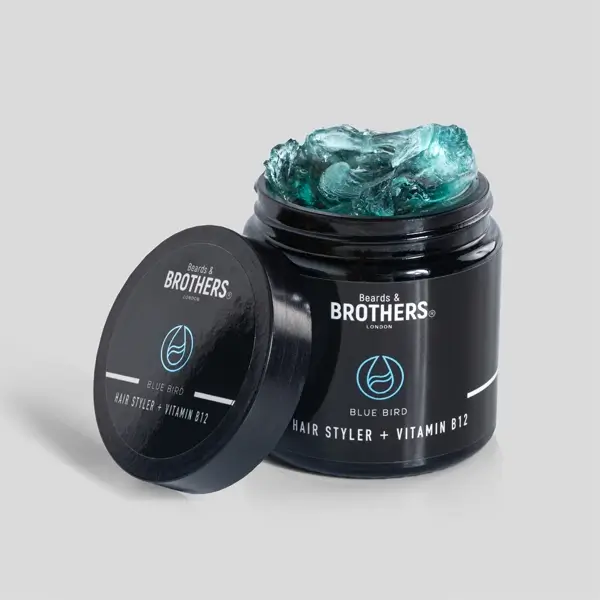 Beards &
BROTHERS®
LONDON
BLUE BIRD
HAIR STYLER + VITAMIN B12
Beards &
BROTHERS®
LONDON
BLUE BIRD
HAIR STYLER + VITAMIN B12